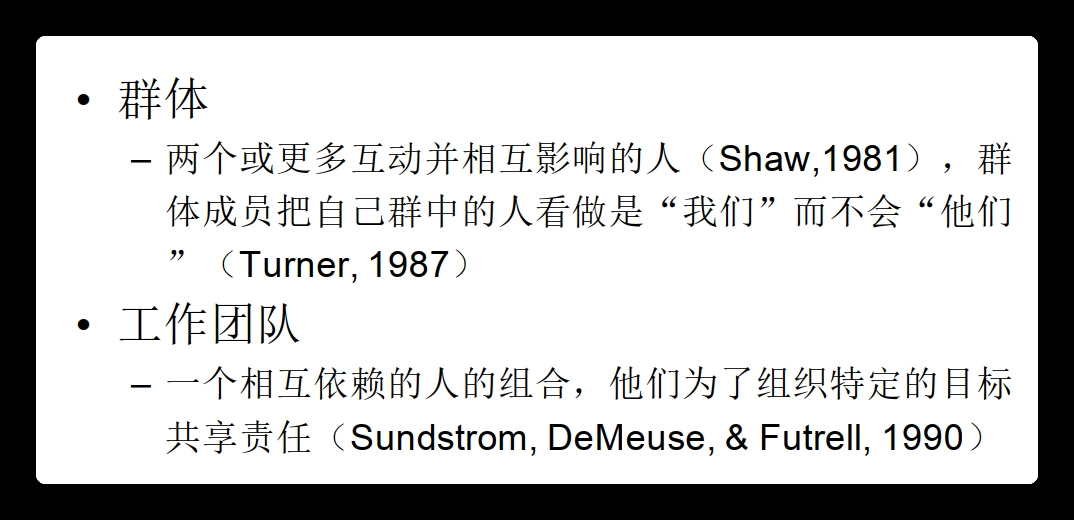 • 群体
– 两个或更多互动并相互影响的人（Shaw,1981），群
体成员把自己群中的人看做是“我们”而不会“他们
”（Turner, 1987）
• 工作团队
– 一个相互依赖的人的组合，他们为了组织特定的目标
共享责任（Sundstrom, DeMeuse, & Futrell, 1990）